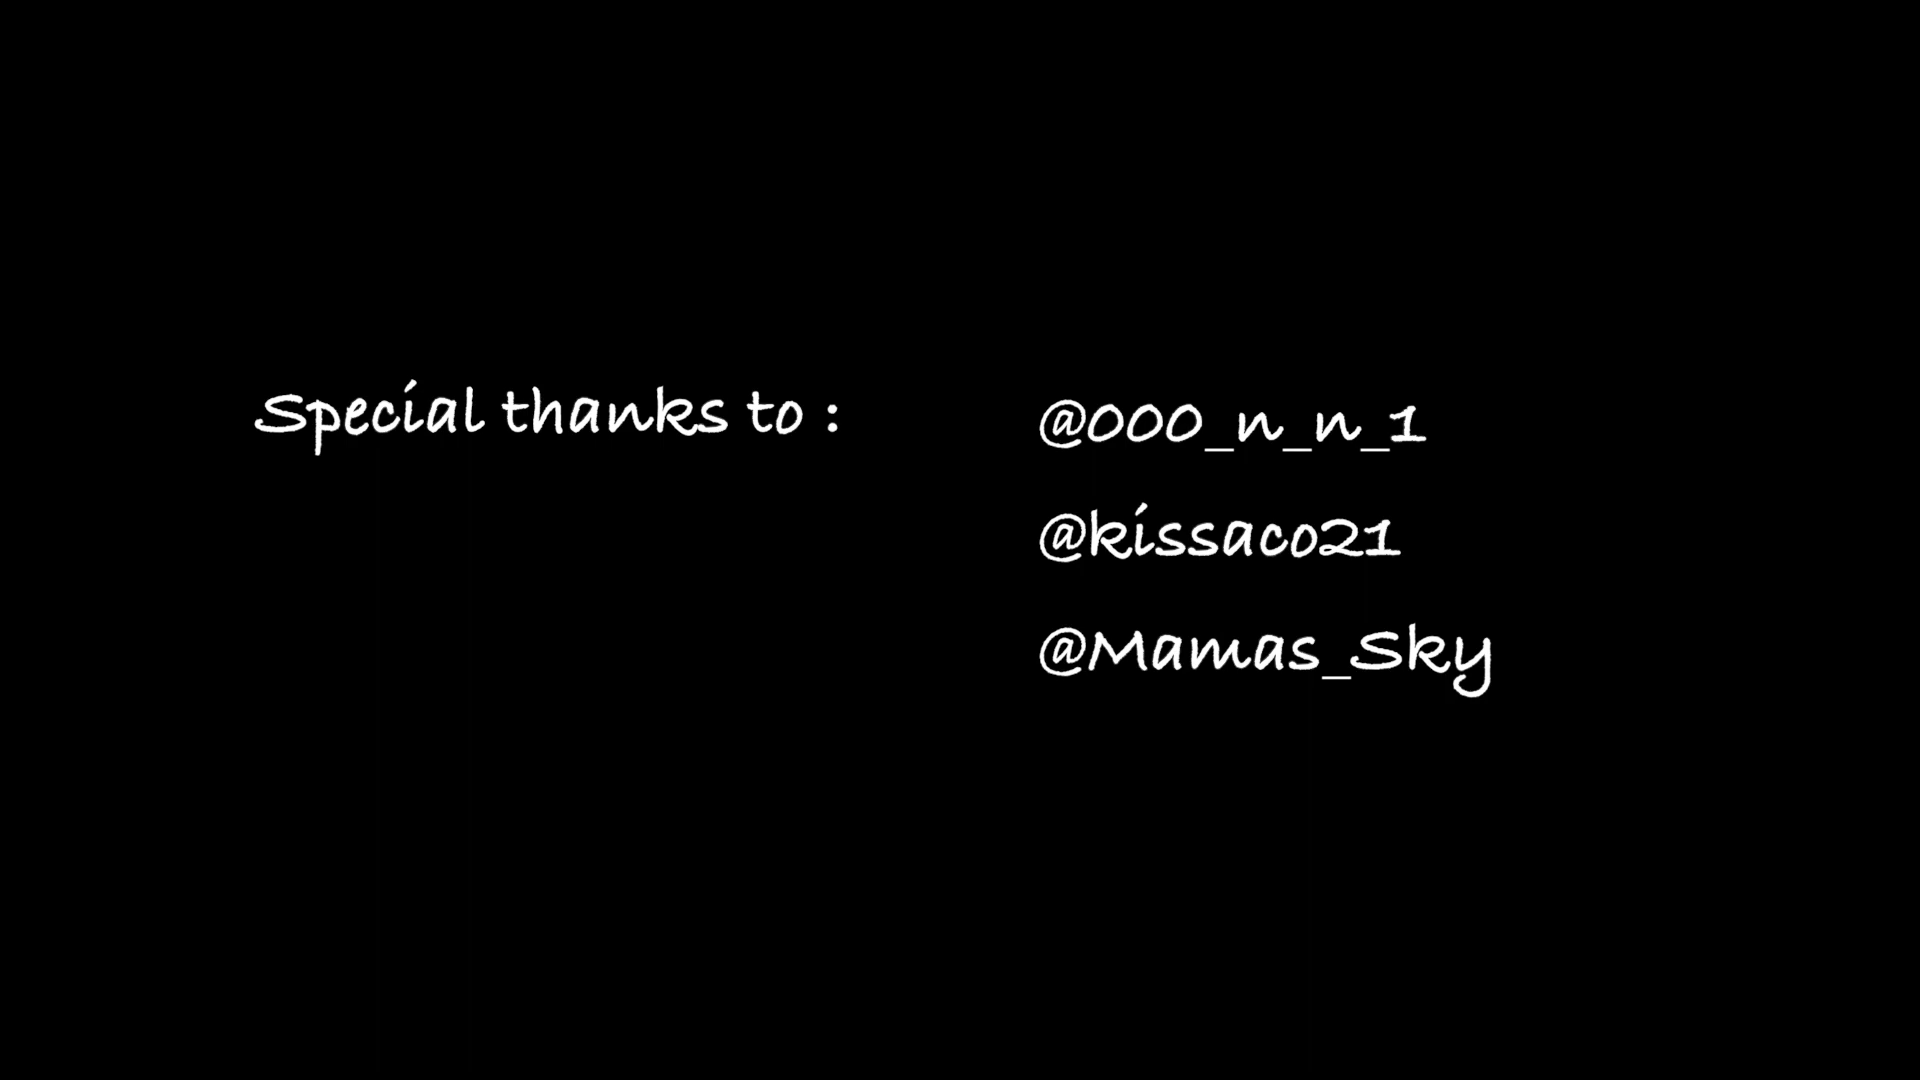 Special thanks to :
@000_n_n_1
@kissaco21
@Mamas_Sky